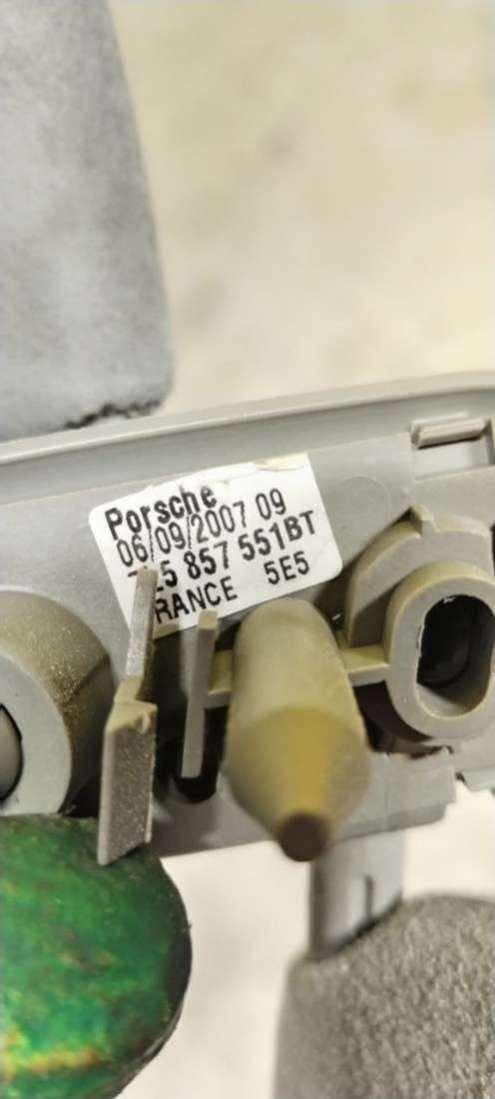 Porsche
06/09/2007 09
857 551BT
RANCE 5E5